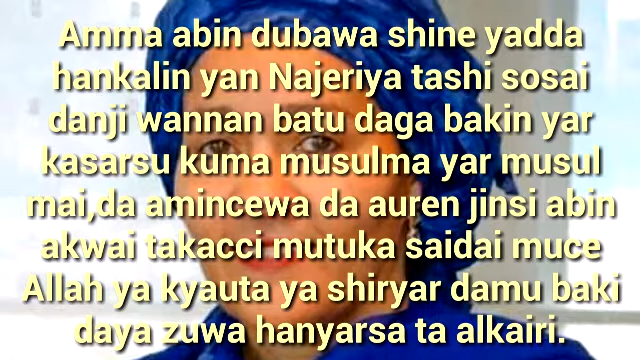 Amma abin dubawa shine yadda
hankalin yan Najeriya tashi sosai
danji wannan batu daga bakin yar
kasarsu kuma musulma yar musul
mai,da amincewa da auren jinsi abin
akwai takacci mutuka saidai muce
Allah ya kyauta ya shiryar damu baki
daya zuwa hanyarsa ta alkairi.